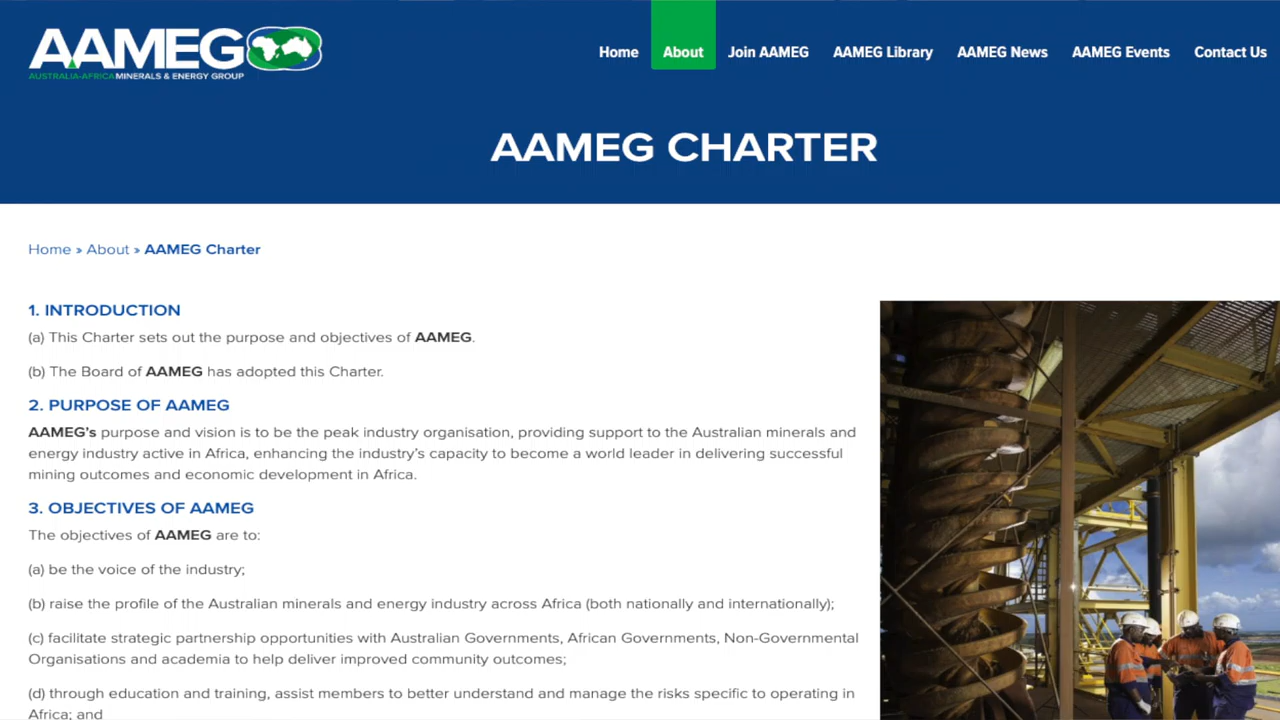 AAMEG
AUSTRALIA-AFRICA MINERALS & ENERGY GROUP
Home About Join AAMEG AAMEG Library AAMEG News AAMEG Events Contact Us
AAMEG CHARTER
Home » About » AAMEG Charter
1. INTRODUCTION
(a) This Charter sets out the purpose and objectives of AAMEG.
(b) The Board of AAMEG has adopted this Charter.
2. PURPOSE OF AAMEG
AAMEG’s purpose and vision is to be the peak industry organisation, providing support to the Australian minerals and
energy industry active in Africa, enhancing the industry’s capacity to become a world leader in delivering successful
mining outcomes and economic development in Africa.
3. OBJECTIVES OF AAMEG
The objectives of AAMEG are to:
(a) be the voice of the industry;
(b) raise the profile of the Australian minerals and energy industry across Africa (both nationally and internationally);
(c) facilitate strategic partnership opportunities with Australian Governments, African Governments, Non-Governmental
Organisations and academia to help deliver improved community outcomes;
(d) through education and training, assist members to better understand and manage the risks specific to operating in
Africa; and